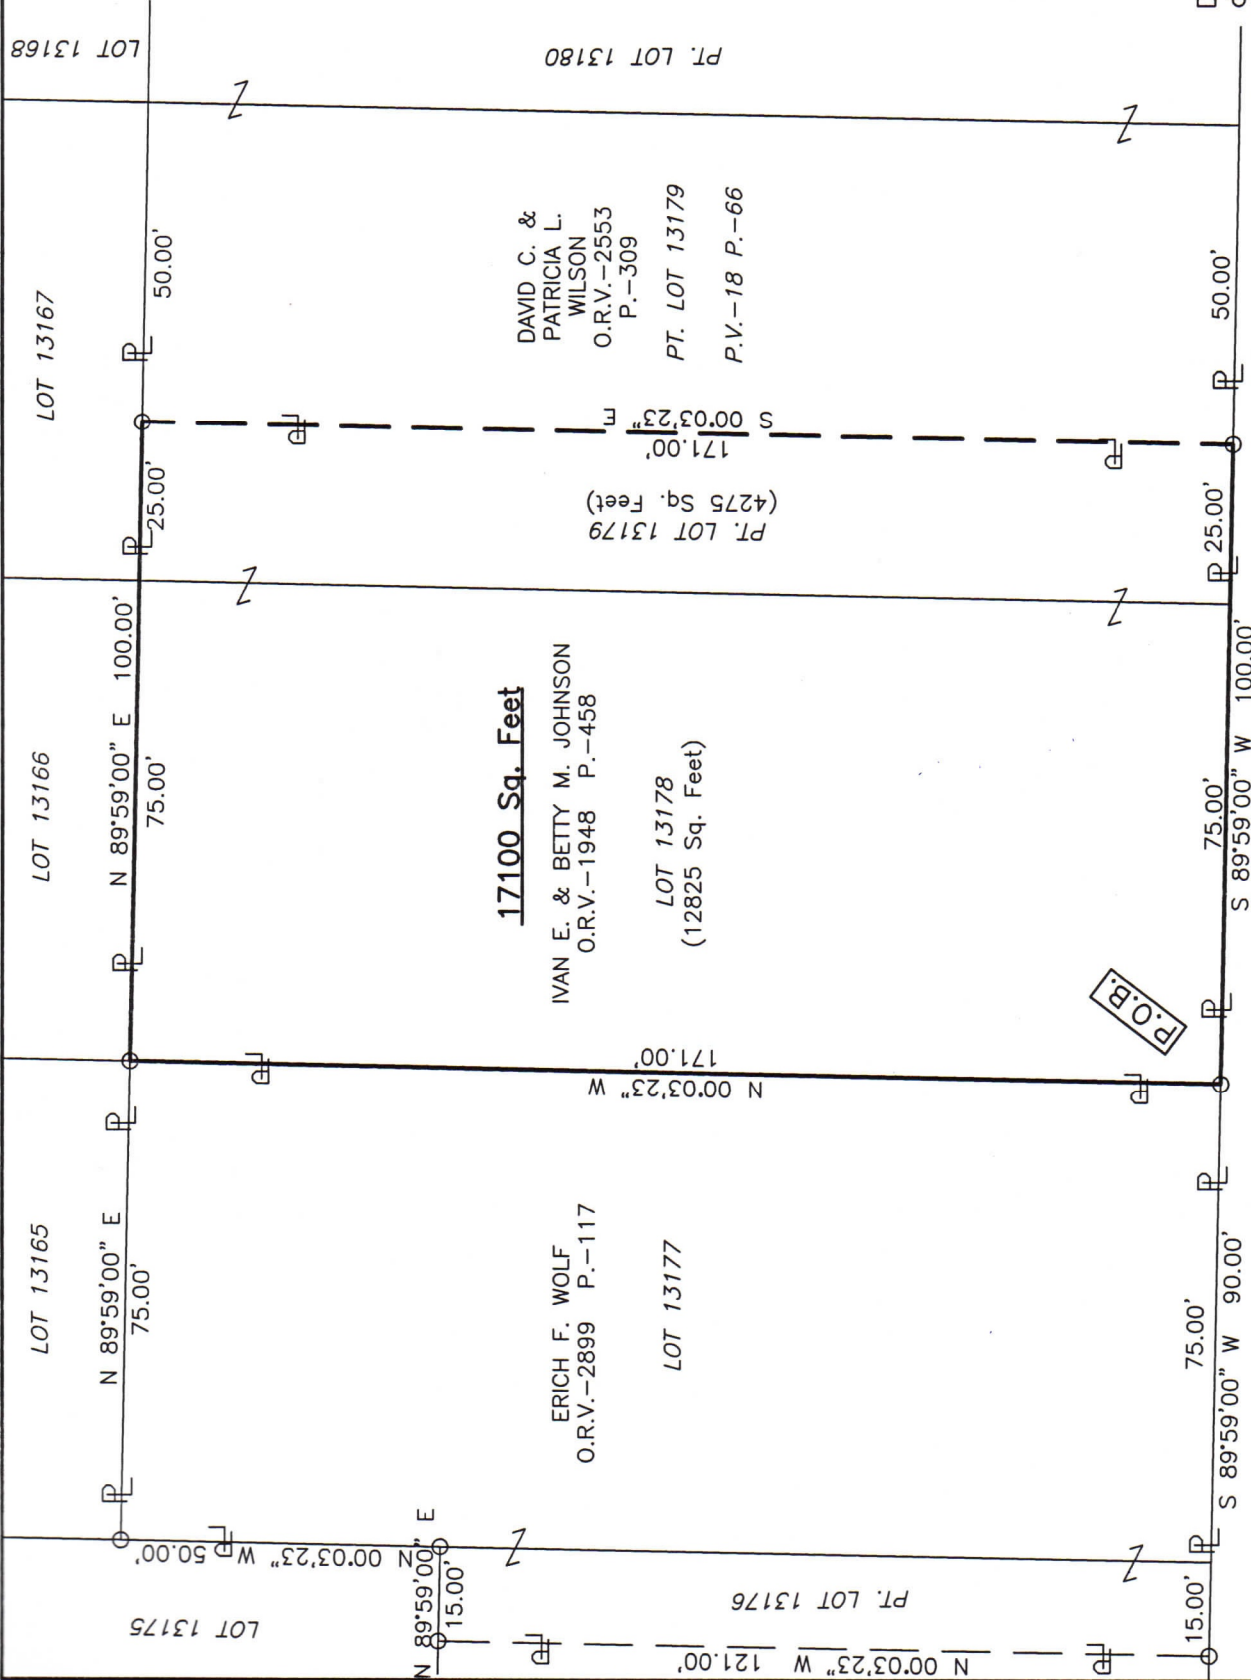 LOT 13165
LOT 13166
LOT 13167
LOT 13168
N 89°59'00" E
75.00'
N 89°59'00" E 100.00'
75.00'
25.00'
50.00'
LOT 13175
N 00°03'23" W 50.00'
N 89°59'00" E
15.00'
PT. LOT 13176
N 00°03'23" W 121.00'
ERICH F. WOLF
O.R.V.-2899 P.-117
LOT 13177
N 00°03'23" W
171.00'
17100 Sq. Feet
IVAN E. & BETTY M. JOHNSON
O.R.V.-1948 P.-458
LOT 13178
(12825 Sq. Feet)
P.O.B.
PT. LOT 13179
(4275 Sq. Feet)
171.00'
S 00°03'23" E
DAVID C. &
PATRICIA L.
WILSON
O.R.V.-2553
P.-309
PT. LOT 13179
P.V.-18 P.-66
PT. LOT 13180
15.00'
75.00'
S 89°59'00" W 90.00'
75.00'
25.00'
50.00'
S 89°59'00" W 100.00'